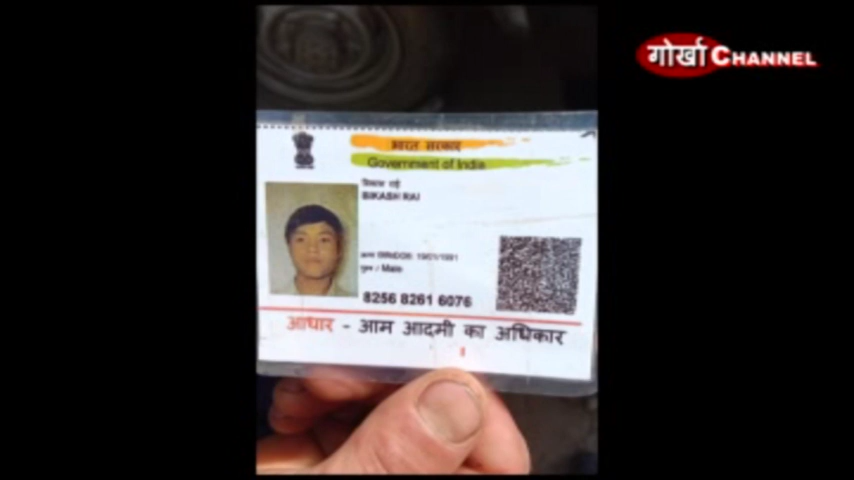 गोर्खा CHANNEL
भारत सरकार
Government of India
BIKASH RAI
/ Male
8256 8261 6076
आधार - आम आदमी का अधिकार